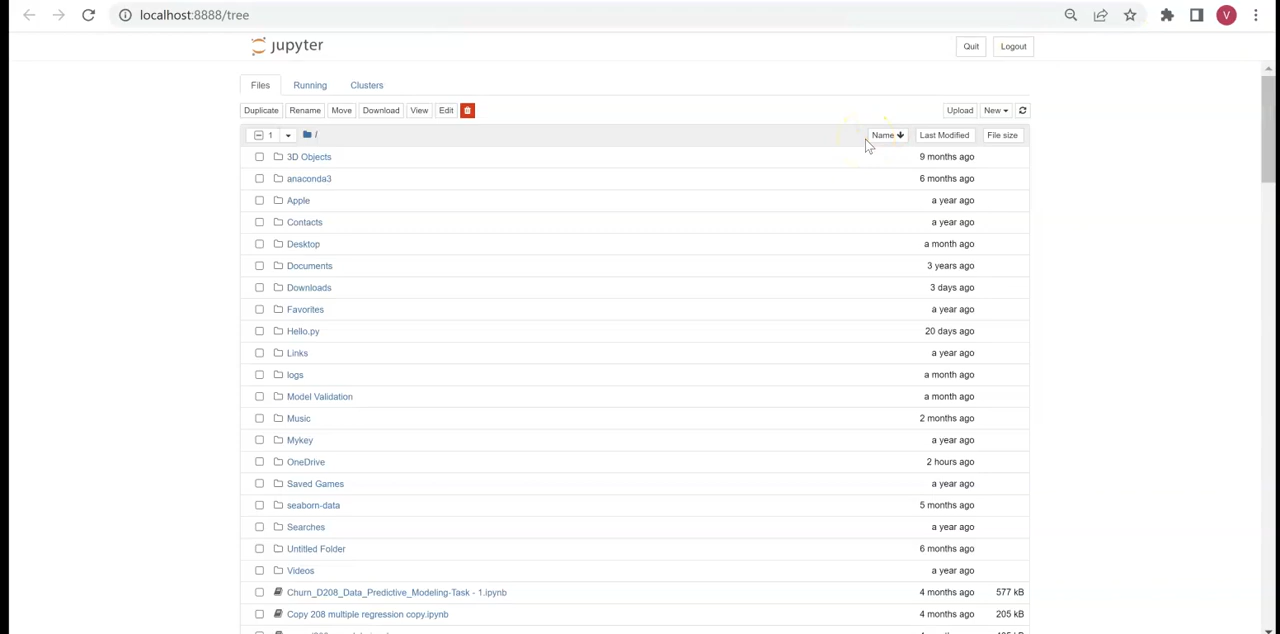 localhost:8888/tree
V
jupyter
Quit Logout
Files Running Clusters
Duplicate Rename Move Download View Edit Upload New
1 / Name Last Modified File size
3D Objects 9 months ago
anaconda3 6 months ago
Apple a year ago
Contacts a year ago
Desktop a month ago
Documents 3 years ago
Downloads 3 days ago
Favorites a year ago
Hello.py 20 days ago
Links a year ago
logs a month ago
Model Validation a month ago
Music 2 months ago
Mykey a year ago
OneDrive 2 hours ago
Saved Games a year ago
seaborn-data 5 months ago
Searches a year ago
Untitled Folder 6 months ago
Videos a year ago
Churn_D208_Data_Predictive_Modeling-Task - 1.ipynb 4 months ago 577 kB
Copy 208 multiple regression copy.ipynb 4 months ago 205 kB